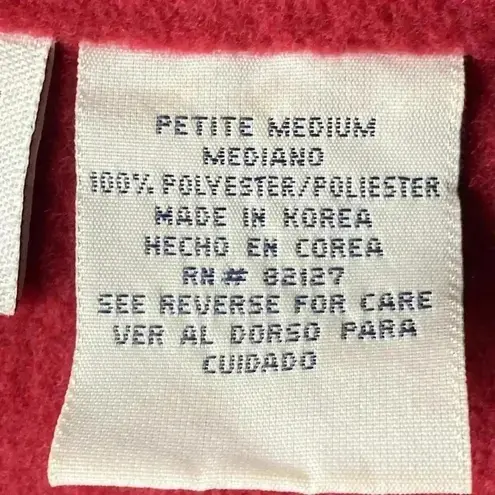 PETITE MEDIUM
MEDIANO
100% POLYESTER/POLIESTER
MADE IN KOREA
HECHO EN COREA
RN# 82127
SEE REVERSE FOR CARE
VER AL DORSO PARA
CUIDADO